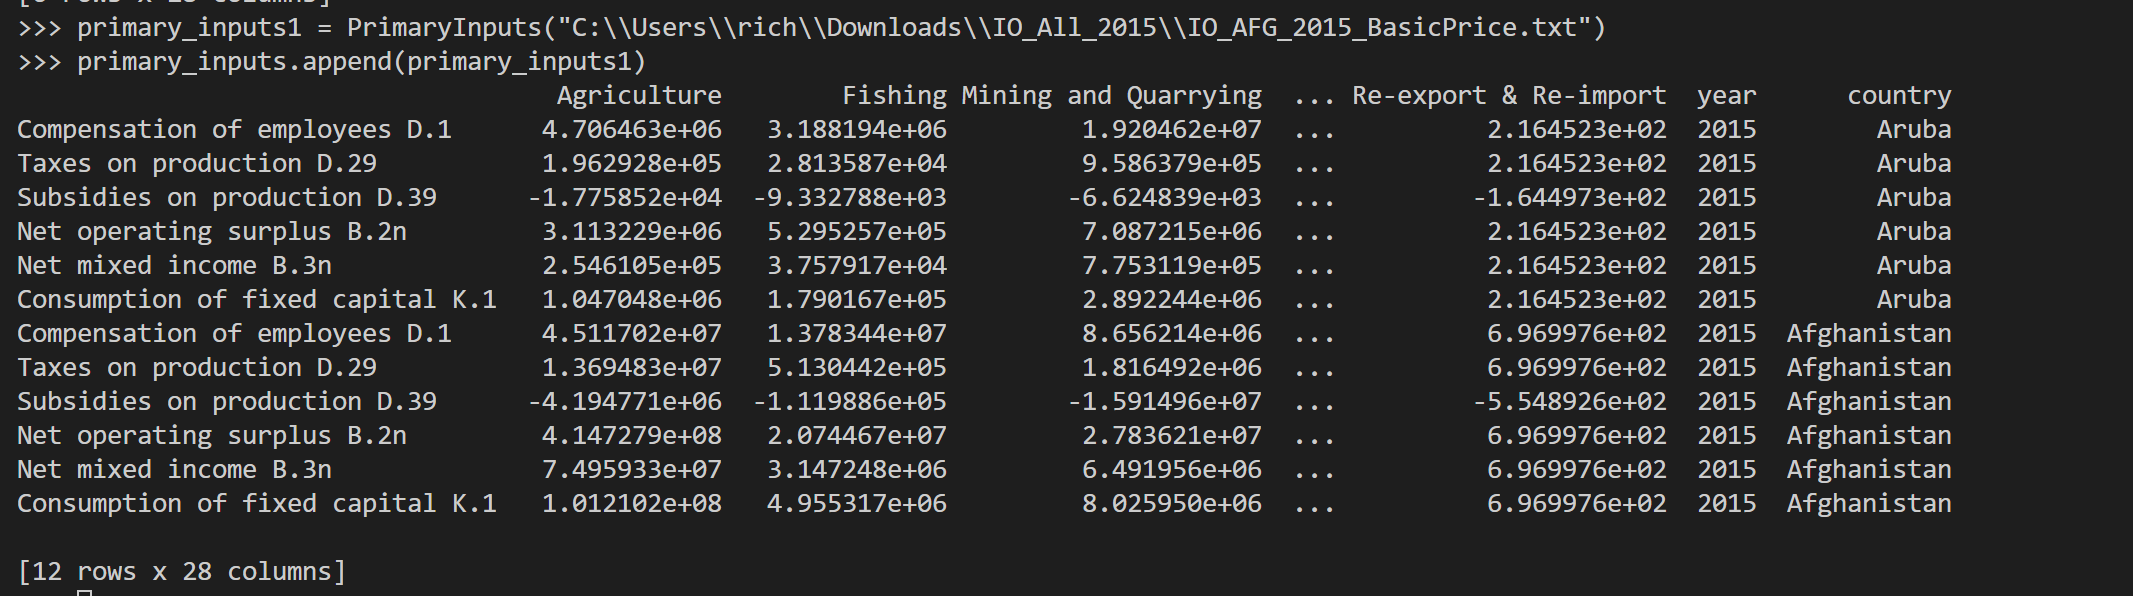 [6 rows x 28 columns]
>>> primary_inputs1 = PrimaryInputs("C:\\Users\\rich\\Downloads\\IO_All_2015\\IO_AFG_2015_BasicPrice.txt")
>>> primary_inputs.append(primary_inputs1)
Agriculture Fishing Mining and Quarrying ... Re-export & Re-import year country
Compensation of employees D.1 4.706463e+06 3.188194e+06 1.920462e+07 ... 2.164523e+02 2015 Aruba
Taxes on production D.29 1.962928e+05 2.813587e+04 9.586379e+05 ... 2.164523e+02 2015 Aruba
Subsidies on production D.39 -1.775852e+04 -9.332788e+03 -6.624839e+03 ... -1.644973e+02 2015 Aruba
Net operating surplus B.2n 3.113229e+06 5.295257e+05 7.087215e+06 ... 2.164523e+02 2015 Aruba
Net mixed income B.3n 2.546105e+05 3.757917e+04 7.753119e+05 ... 2.164523e+02 2015 Aruba
Consumption of fixed capital K.1 1.047048e+06 1.790167e+05 2.892244e+06 ... 2.164523e+02 2015 Aruba
Compensation of employees D.1 4.511702e+07 1.378344e+07 8.656214e+06 ... 6.969976e+02 2015 Afghanistan
Taxes on production D.29 1.369483e+07 5.130442e+05 1.816492e+06 ... 6.969976e+02 2015 Afghanistan
Subsidies on production D.39 -4.194771e+06 -1.119886e+05 -1.591496e+07 ... -5.548926e+02 2015 Afghanistan
Net operating surplus B.2n 4.147279e+08 2.074467e+07 2.783621e+07 ... 6.969976e+02 2015 Afghanistan
Net mixed income B.3n 7.495933e+07 3.147248e+06 6.491956e+06 ... 6.969976e+02 2015 Afghanistan
Consumption of fixed capital K.1 1.012102e+08 4.955317e+06 8.025950e+06 ... 6.969976e+02 2015 Afghanistan
[12 rows x 28 columns]